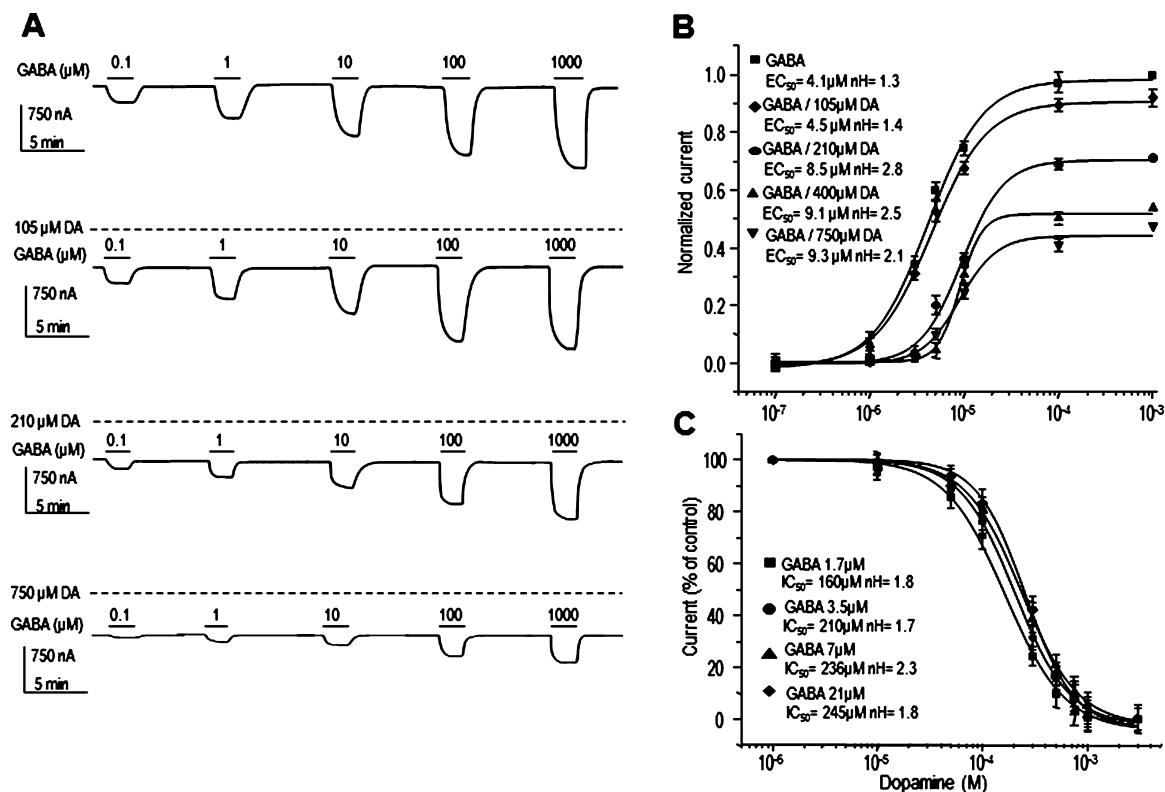 A
GABA (µM)
0.1 1 10 100 1000
750 nA
5 min
105 µM DA
GABA (µM)
0.1 1 10 100 1000
750 nA
5 min
210 µM DA
GABA (µM)
0.1 1 10 100 1000
750 nA
5 min
750 µM DA
GABA (µM)
0.1 1 10 100 1000
750 nA
5 min
B
Normalized current
1.0
0.8
0.6
0.4
0.2
0.0
GABA
EC50= 4.1µM nH= 1.3
GABA / 105µM DA
EC50= 4.5 µM nH= 1.4
GABA / 210µM DA
EC50= 8.5 µM nH= 2.8
GABA / 400µM DA
EC50= 9.1 µM nH= 2.5
GABA / 750µM DA
EC50= 9.3 µM nH= 2.1
10-7 10-6 10-5 10-4 10-3
C
Current (% of control)
100
80
60
40
20
0
GABA 1.7µM
IC50= 160µM nH= 1.8
GABA 3.5µM
IC50= 210µM nH= 1.7
GABA 7µM
IC50= 236µM nH= 2.3
GABA 21µM
IC50= 245µM nH= 1.8
10-6 10-5 10-4 10-3
Dopamine (M)